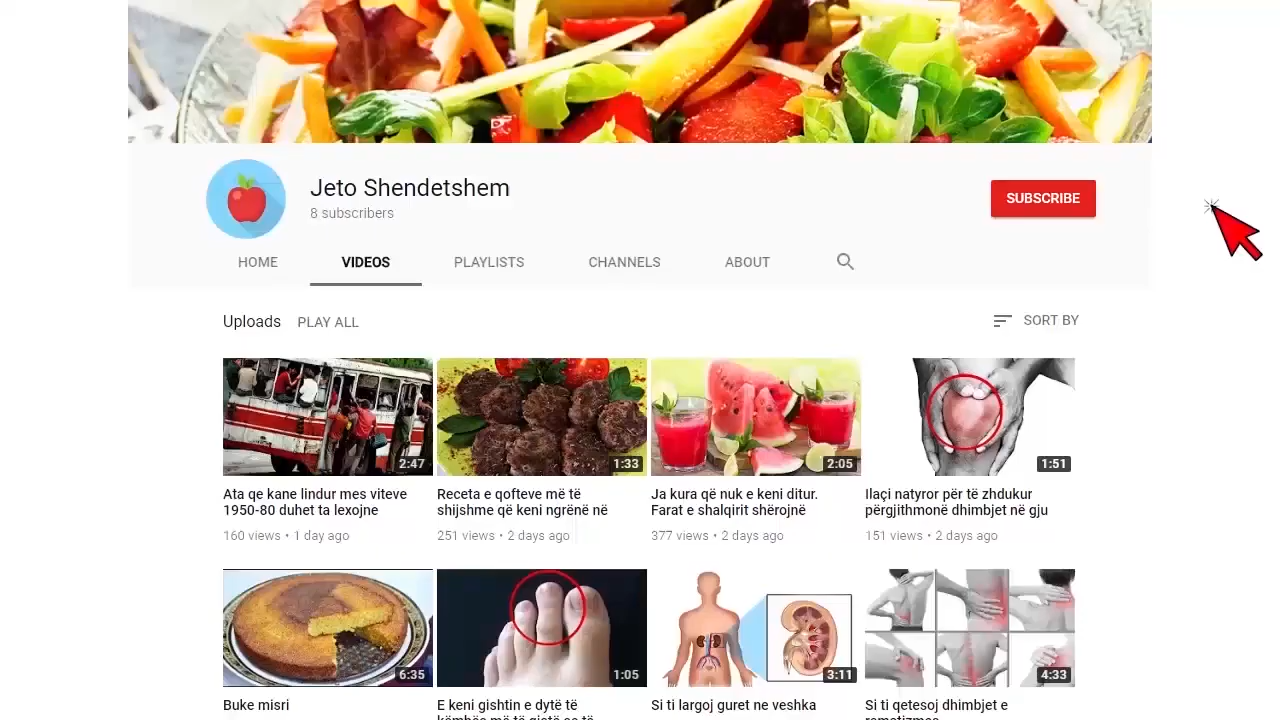 Jeto Shendetshem
8 subscribers
SUBSCRIBE
HOME VIDEOS PLAYLISTS CHANNELS ABOUT
Uploads PLAY ALL SORT BY
2:47
1:33
2:05
1:51
Ata qe kane lindur mes viteve
1950-80 duhet ta lexojne
160 views • 1 day ago
Receta e qofteve më të
shijshme që keni ngrënë në
251 views • 2 days ago
Ja kura që nuk e keni ditur.
Farat e shalqirit shërojnë
377 views • 2 days ago
Ilaçi natyror për të zhdukur
përgjithmonë dhimbjet në gju
151 views • 2 days ago
6:35
1:05
3:11
4:33
Buke misri
E keni gishtin e dytë të
Si ti largoj guret ne veshka
Si ti qetesoj dhimbjet e